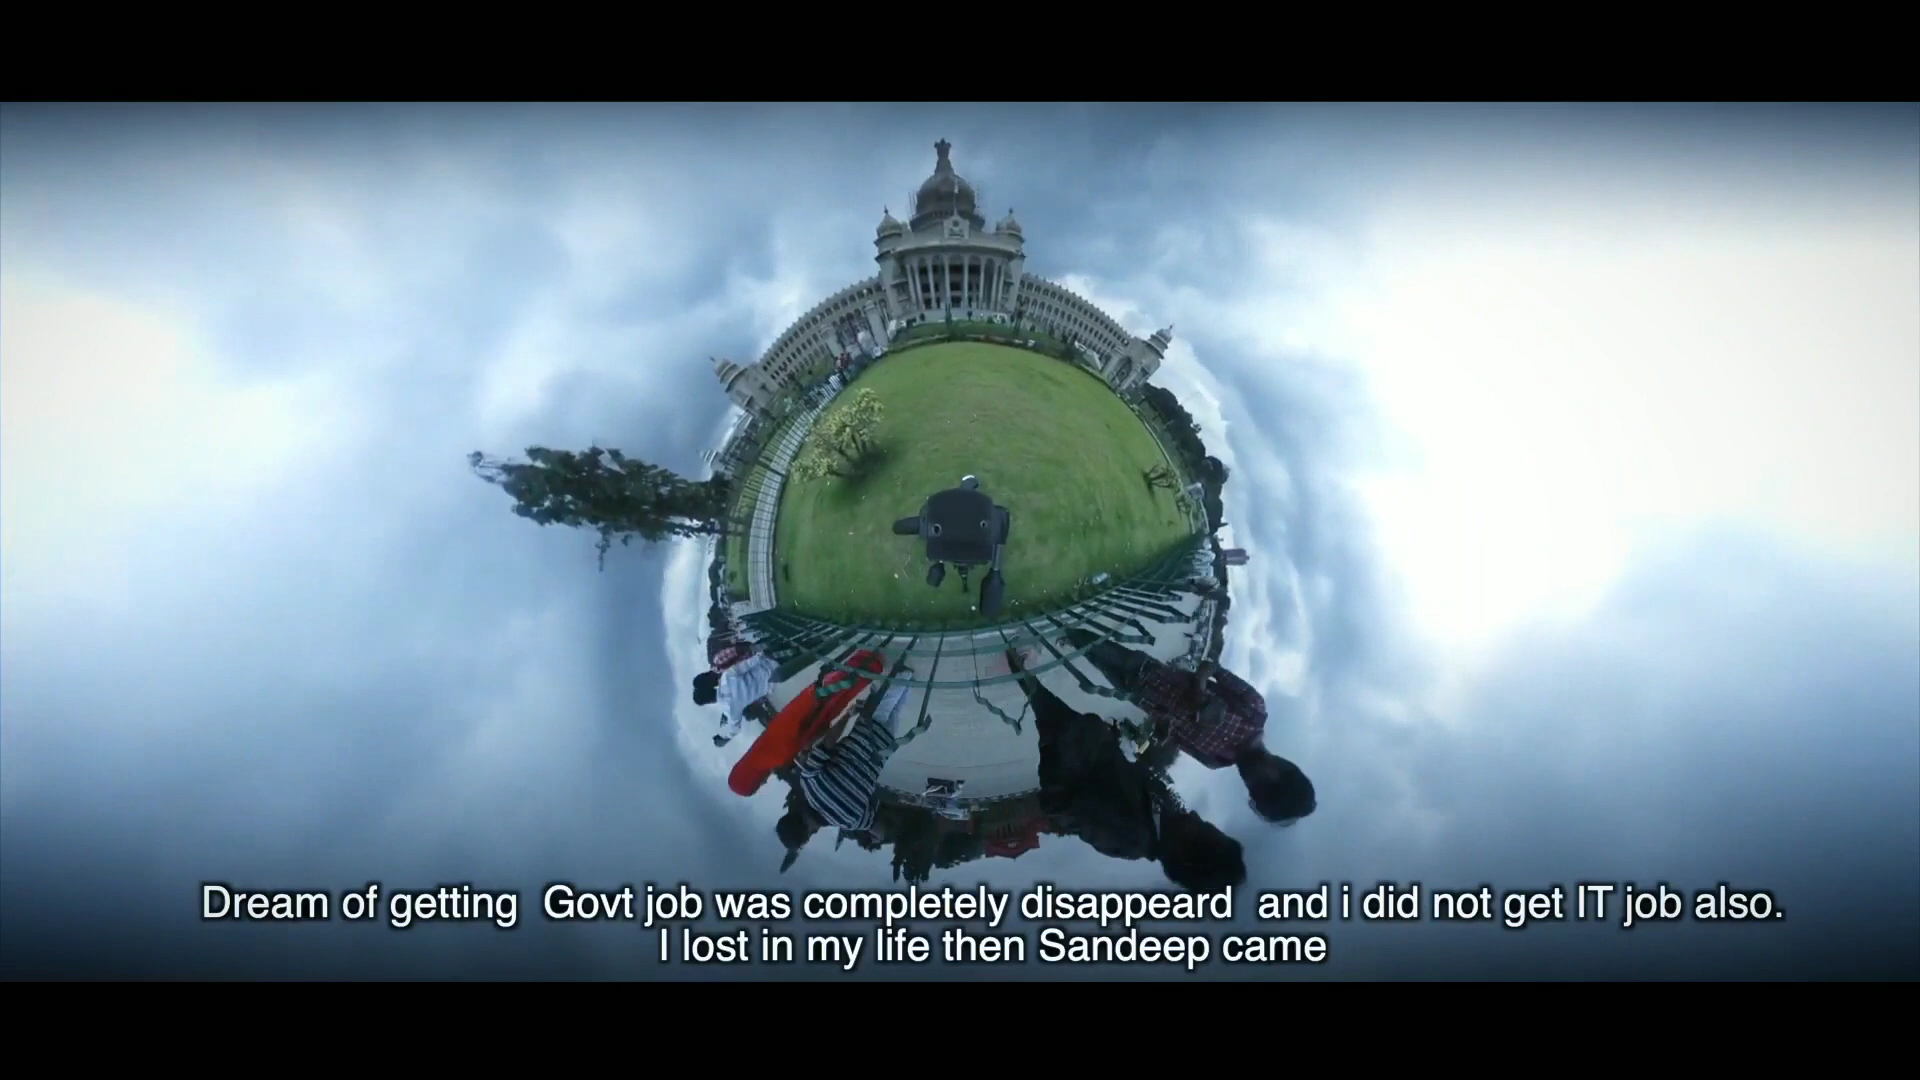 Dream of getting  Govt job was completely disappeard  and i did not get IT job also.
I lost in my life then Sandeep came